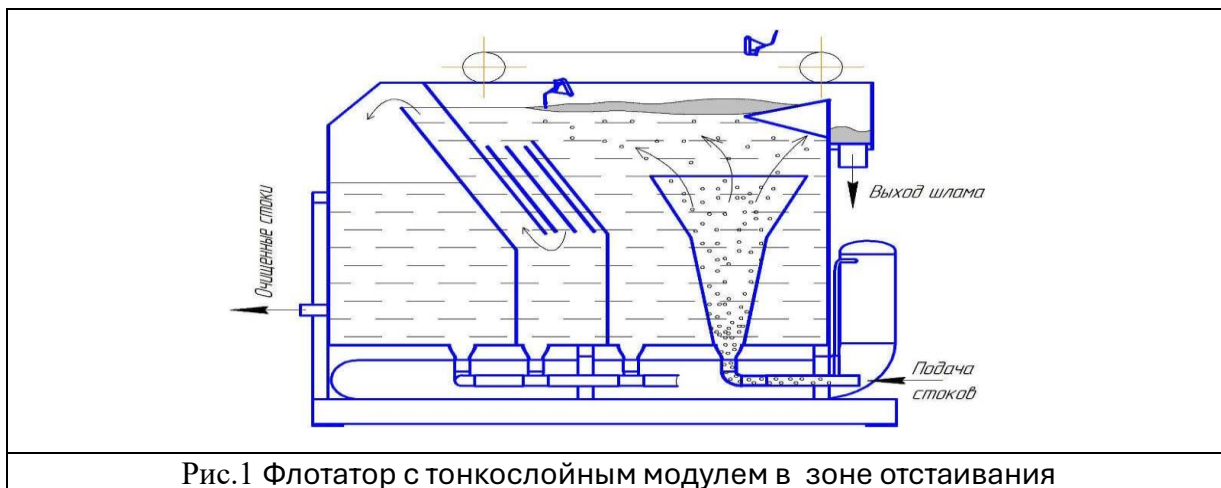 Очищенные стоки
Выход шлама
Подача
стоков
Рис.1 Флотатор с тонкослойным модулем в зоне отстаивания